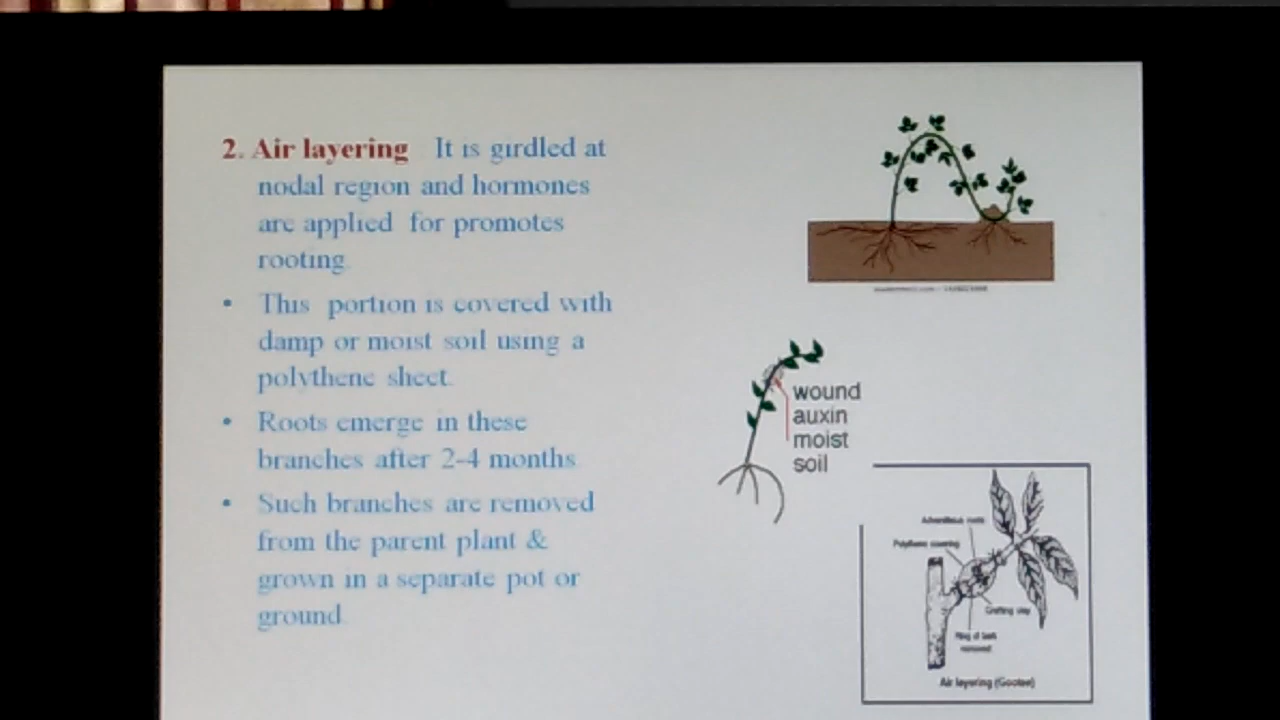 2. Air layering It is girdled at
nodal region and hormones
are applied for promotes
rooting.
• This portion is covered with
damp or moist soil using a
polythene sheet.
• Roots emerge in these
branches after 2-4 months
• Such branches are removed
from the parent plant &
grown in a separate pot or
ground.
wound
auxin
moist
soil
Adventitious roots
Polythene covering
Grafting clay
Ring of bark
removed
Air layering (Gootee)